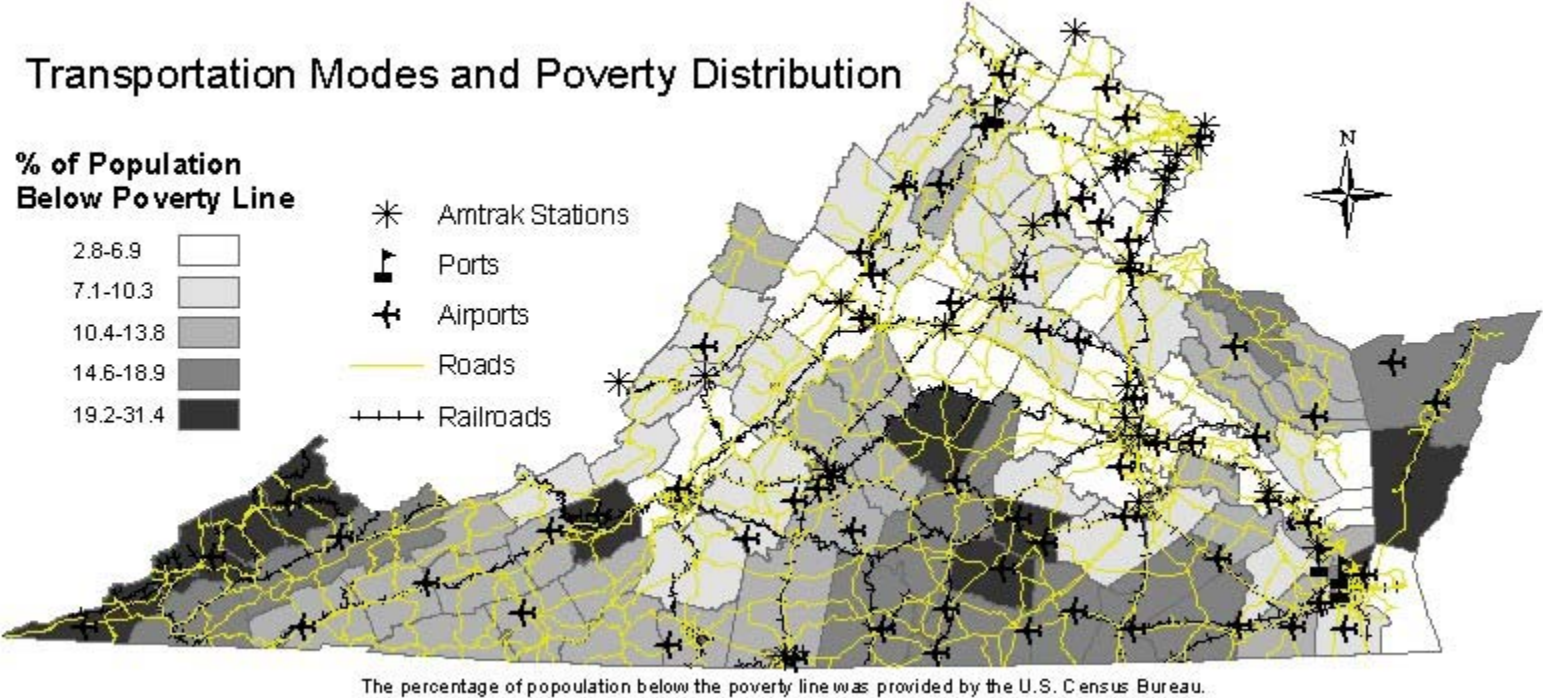 Transportation Modes and Poverty Distribution
% of Population
Below Poverty Line
2.8-6.9
7.1-10.3
10.4-13.8
14.6-18.9
19.2-31.4
Amtrak Stations
Ports
Airports
Roads
Railroads
N
The percentage of popoulation below the poverty line was provided by the U.S. Census Bureau.